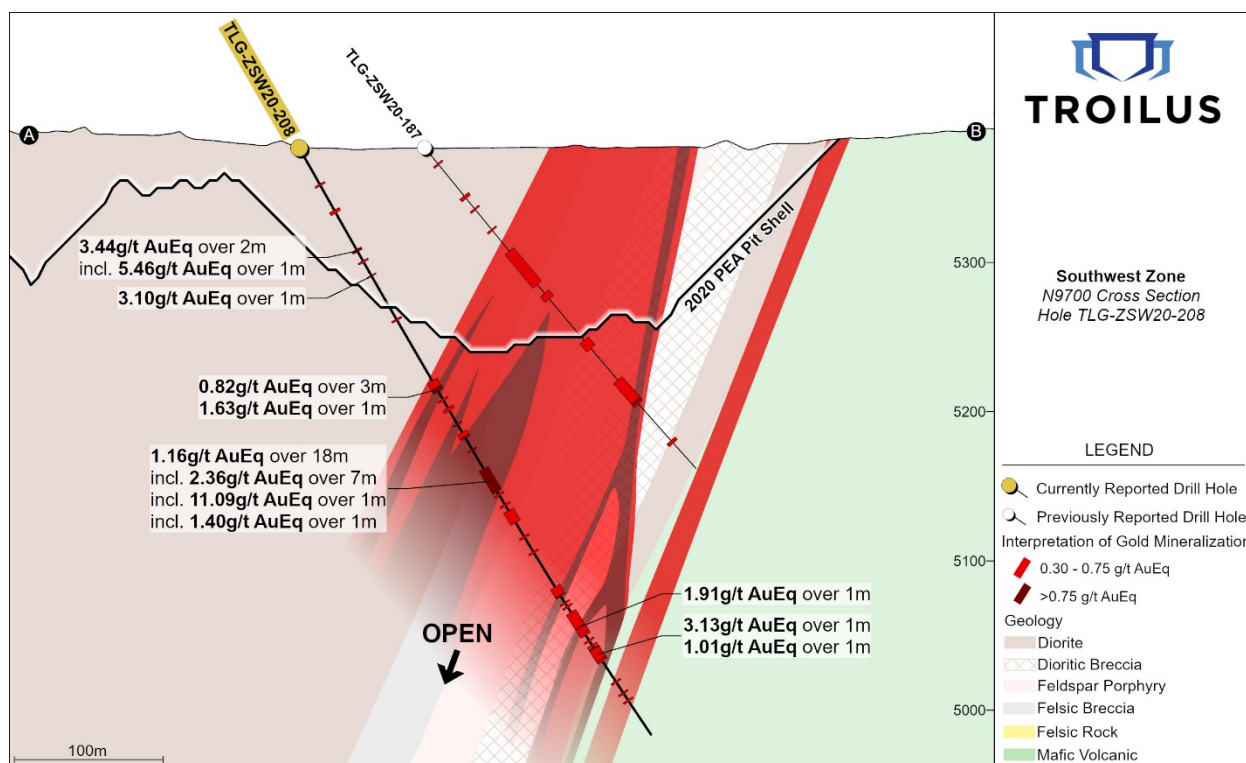 TLG-ZSW20-208
TLG-ZSW20-187
A
B
3.44g/t AuEq over 2m
incl. 5.46g/t AuEq over 1m
3.10g/t AuEq over 1m
2020 PEA Pit Shell
0.82g/t AuEq over 3m
1.63g/t AuEq over 1m
1.16g/t AuEq over 18m
incl. 2.36g/t AuEq over 7m
incl. 11.09g/t AuEq over 1m
incl. 1.40g/t AuEq over 1m
1.91g/t AuEq over 1m
3.13g/t AuEq over 1m
1.01g/t AuEq over 1m
OPEN
100m
5300
5200
5100
5000
TROILUS
Southwest Zone
N9700 Cross Section
Hole TLG-ZSW20-208
LEGEND
Currently Reported Drill Hole
Previously Reported Drill Hole
Interpretation of Gold Mineralization
0.30 - 0.75 g/t AuEq
>0.75 g/t AuEq
Geology
Diorite
Dioritic Breccia
Feldspar Porphyry
Felsic Breccia
Felsic Rock
Mafic Volcanic